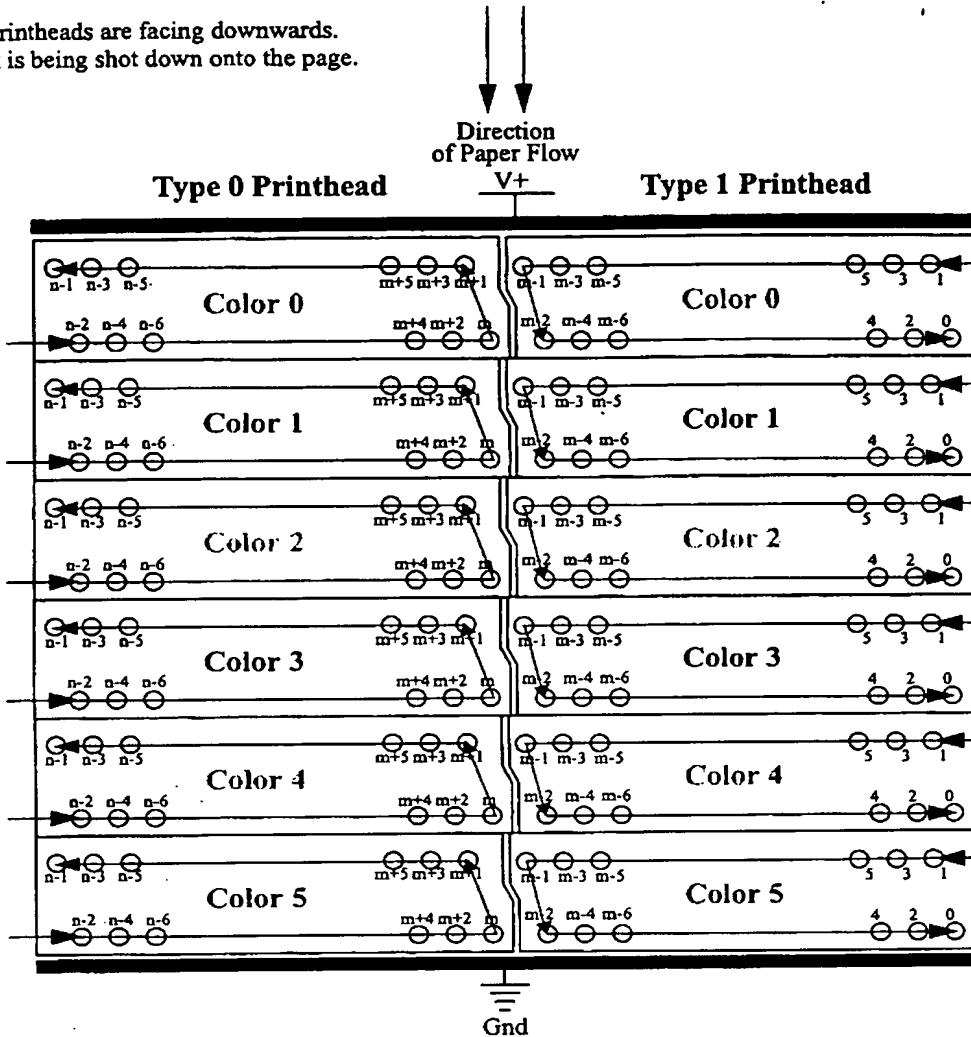 rintheads are facing downwards.
is being shot down onto the page.
Direction
of Paper Flow
Type 0 Printhead V+ Type 1 Printhead
n-1 n-3 n-5 m+5 m+3 m+1 m-1 m-3 m-5 5 3 1
Color 0 Color 0
n-2 n-4 n-6 m+4 m+2 m m-2 m-4 m-6 4 2 0
n-1 n-3 n-5 m+5 m+3 m+1 m-1 m-3 m-5 5 3 1
Color 1 Color 1
n-2 n-4 n-6 m+4 m+2 m m-2 m-4 m-6 4 2 0
n-1 n-3 n-5 m+5 m+3 m+1 m-1 m-3 m-5 5 3 1
Color 2 Color 2
n-2 n-4 n-6 m+4 m+2 m m-2 m-4 m-6 4 2 0
n-1 n-3 n-5 m+5 m+3 m+1 m-1 m-3 m-5 5 3 1
Color 3 Color 3
n-2 n-4 n-6 m+4 m+2 m m-2 m-4 m-6 4 2 0
n-1 n-3 n-5 m+5 m+3 m+1 m-1 m-3 m-5 5 3 1
Color 4 Color 4
n-2 n-4 n-6 m+4 m+2 m m-2 m-4 m-6 4 2 0
n-1 n-3 n-5 m+5 m+3 m+1 m-1 m-3 m-5 5 3 1
Color 5 Color 5
n-2 n-4 n-6 m+4 m+2 m m-2 m-4 m-6 4 2 0
Gnd